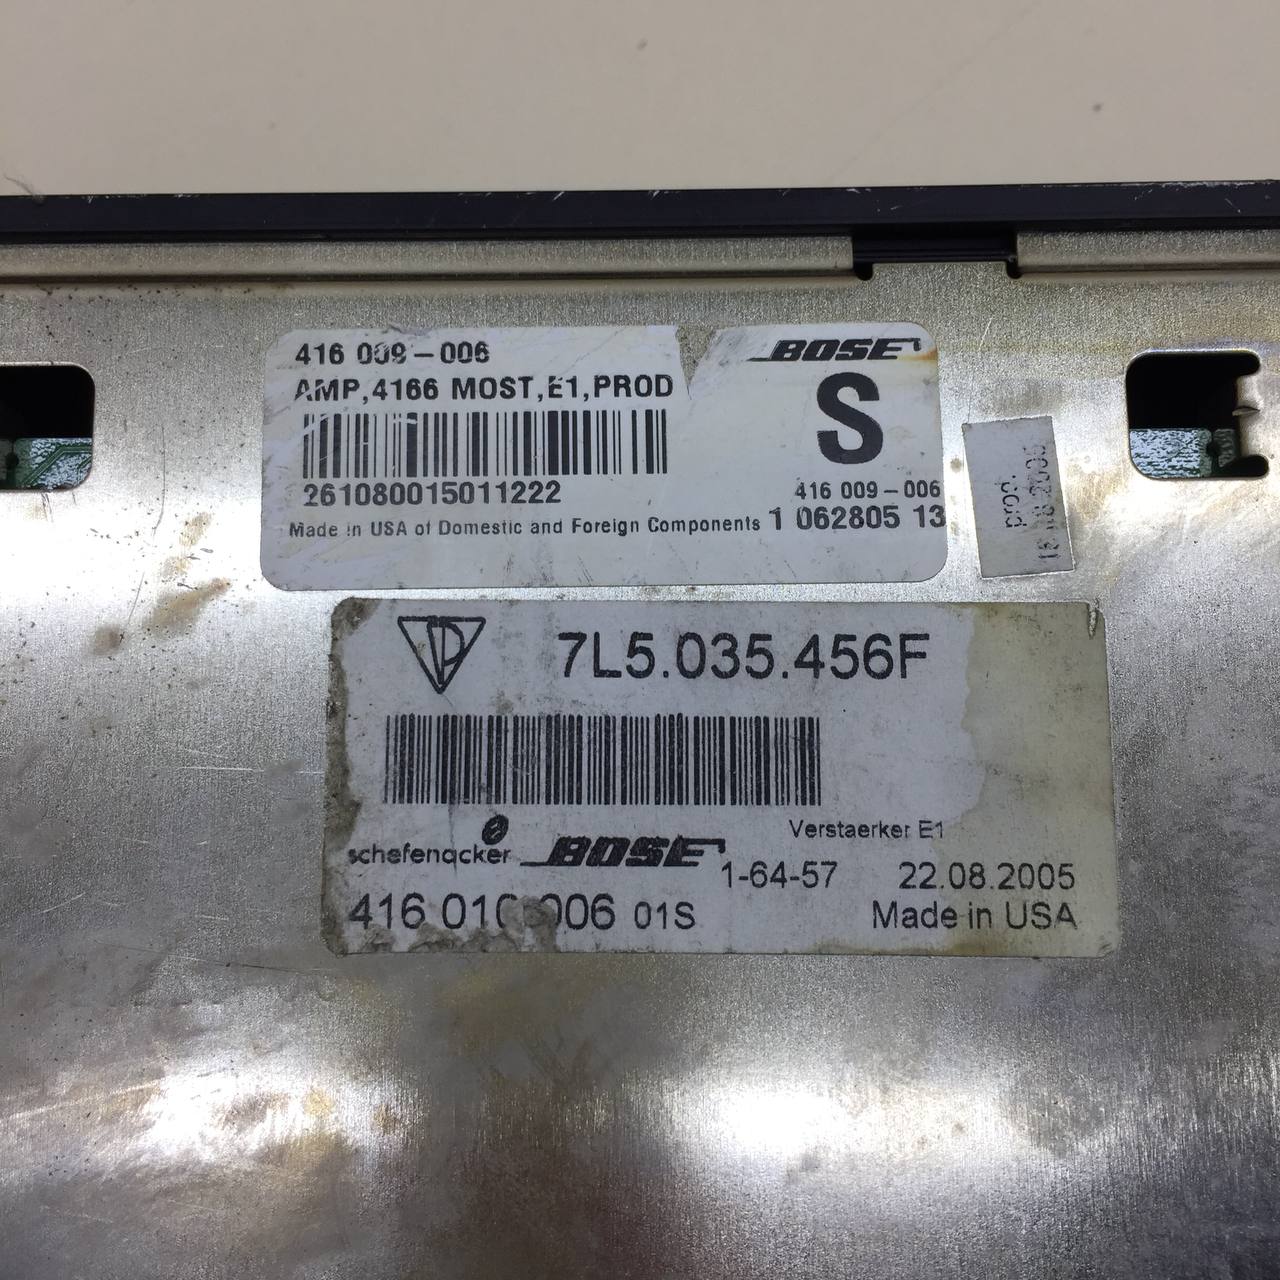 416 009-006
BOSE
AMP,4166 MOST,E1,PROD
S
261080015011222
416 009-006
Made in USA of Domestic and Foreign Components
1 062805 13
prod.
7L5.035.456F
Verstaerker E1
schefenacker BOSE
1-64-57
22.08.2005
416 010 006 01S
Made in USA